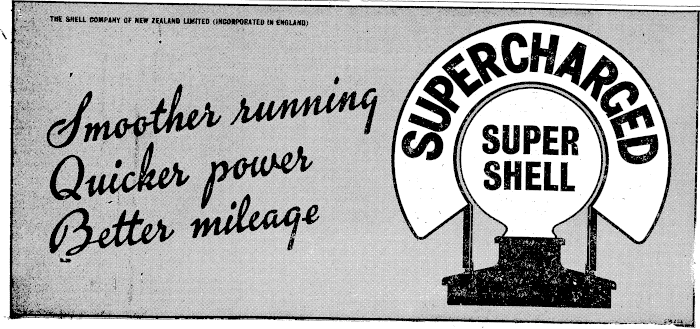 THE SHELL COMPANY OF NEW ZEALAND LIMITED (INCORPORATED IN ENGLAND)
Smoother running
Quicker power
Better mileage
SUPERCHARGED
SUPER
SHELL